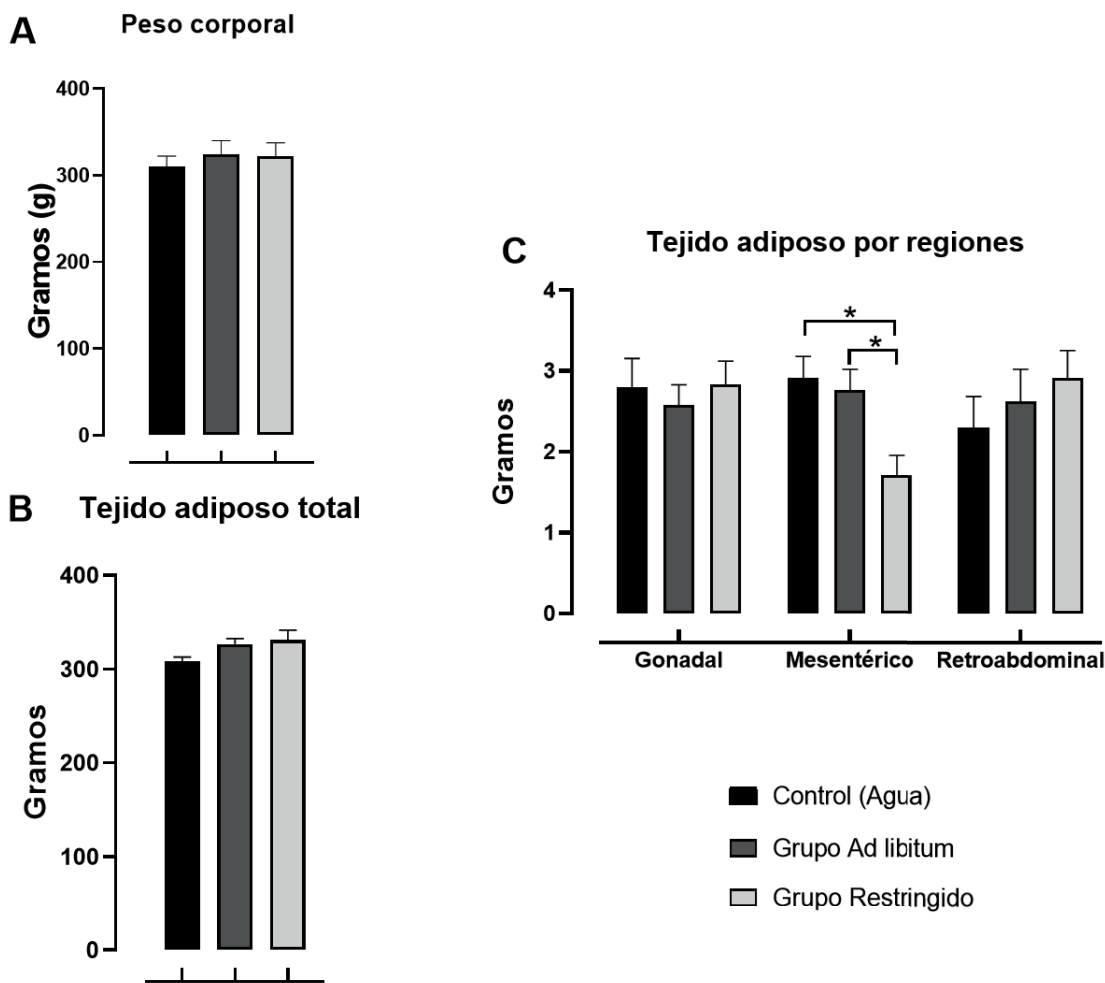 A
Peso corporal
400
300
200
100
0
Gramos (g)
B
Tejido adiposo total
400
300
200
100
0
Gramos
C
Tejido adiposo por regiones
4
3
2
1
0
Gramos
*
*
Gonadal
Mesentérico
Retroabdominal
Control (Agua)
Grupo Ad libitum
Grupo Restringido